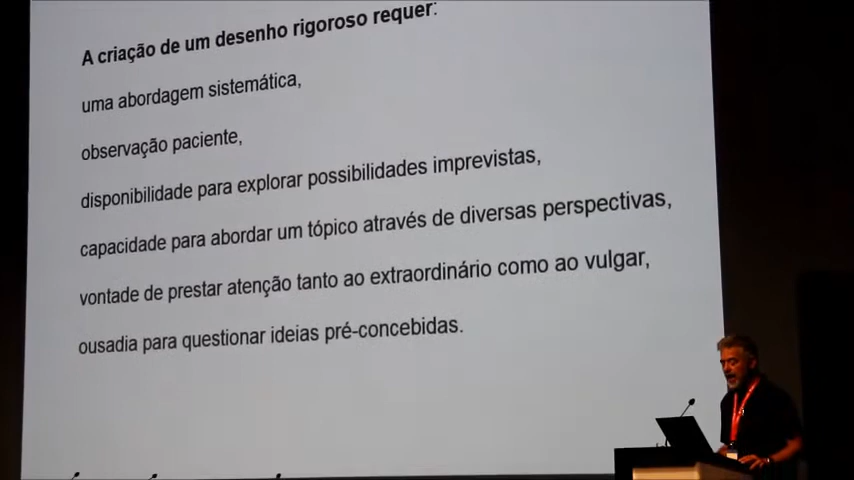 A criação de um desenho rigoroso requer:
uma abordagem sistemática,
observação paciente,
disponibilidade para explorar possibilidades imprevistas,
capacidade para abordar um tópico através de diversas perspectivas,
vontade de prestar atenção tanto ao extraordinário como ao vulgar,
ousadia para questionar ideias pré-concebidas.